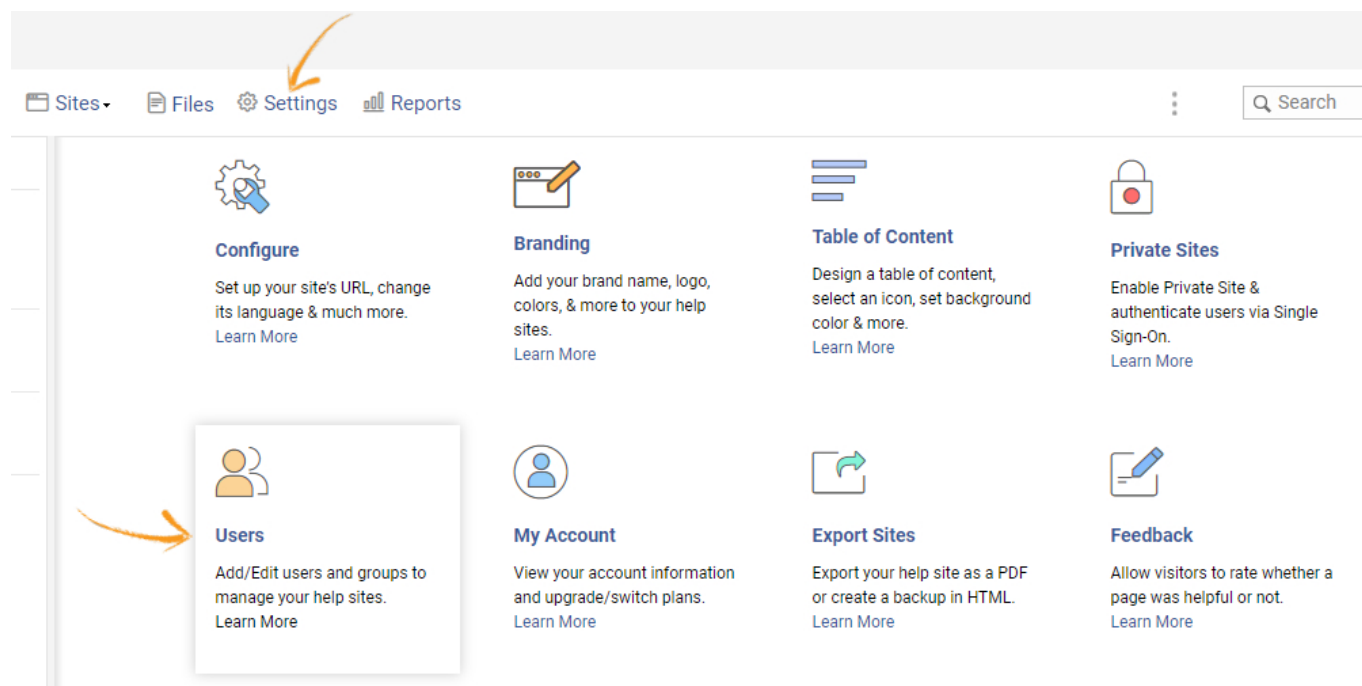 Sites
Files
Settings
Reports
Search
Configure
Set up your site's URL, change
its language & much more.
Learn More
Branding
Add your brand name, logo,
colors, & more to your help
sites.
Learn More
Table of Content
Design a table of content,
select an icon, set background
color & more.
Learn More
Private Sites
Enable Private Site &
authenticate users via Single
Sign-On.
Learn More
Users
Add/Edit users and groups to
manage your help sites.
Learn More
My Account
View your account information
and upgrade/switch plans.
Learn More
Export Sites
Export your help site as a PDF
or create a backup in HTML.
Learn More
Feedback
Allow visitors to rate whether a
page was helpful or not.
Learn More